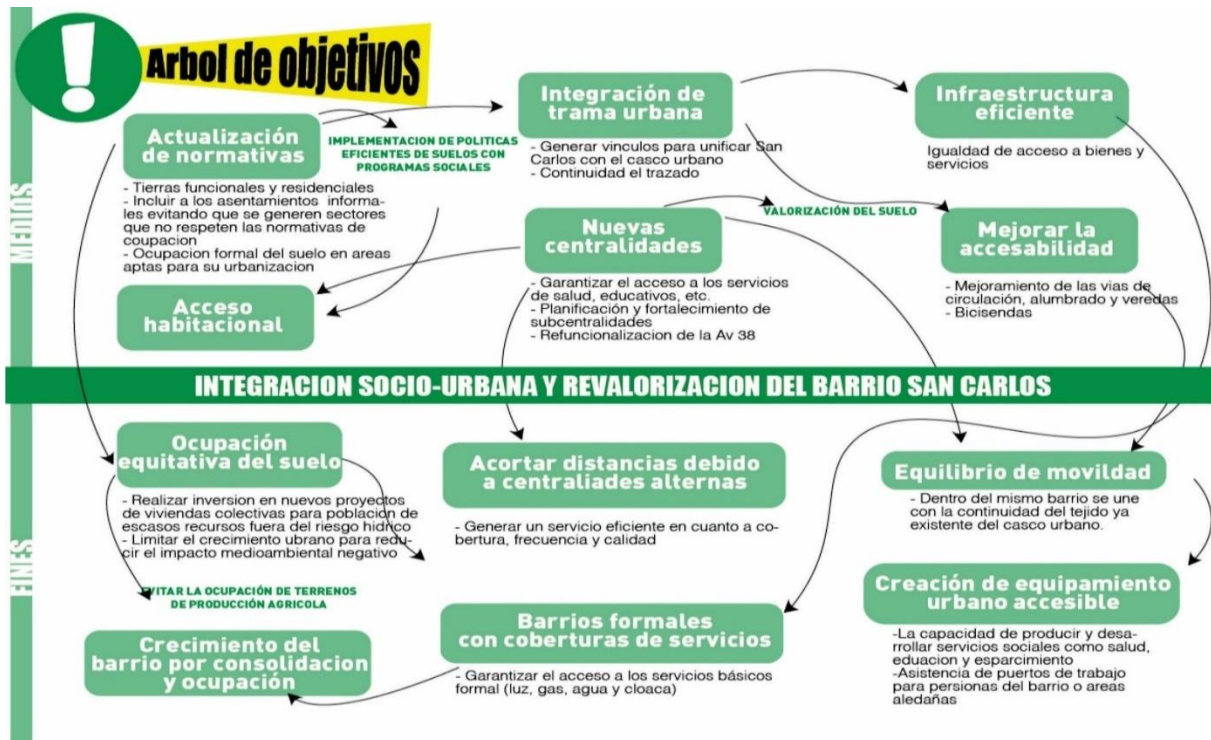 !
Arbol de objetivos
MEDIOS
Actualización
de normativas
- Tierras funcionales y residenciales
- Incluir a los asentamientos informa-
les evitando que se generen sectores
que no respeten las normativas de
coupacion
- Ocupacion formal del suelo en areas
aptas para su urbanizacion
IMPLEMENTACION DE POLITICAS
EFICIENTES DE SUELOS CON
PROGRAMAS SOCIALES
Acceso
habitacional
Integración de
trama urbana
- Generar vinculos para unificar San
Carlos con el casco urbano
- Continuidad el trazado
Nuevas
centralidades
- Garantizar el acceso a los servicios
de salud, educativos, etc.
- Planificación y fortalecimiento de
subcentralidades
- Refuncionalizacion de la Av 38
VALORIZACIÓN DEL SUELO
Infraestructura
eficiente
Igualdad de acceso a bienes y
servicios
Mejorar la
accesabilidad
- Mejoramiento de las vias de
circulación, alumbrado y veredas
- Bicisendas
INTEGRACION SOCIO-URBANA Y REVALORIZACION DEL BARRIO SAN CARLOS
FINES
Ocupación
equitativa del suelo
- Realizar inversion en nuevos proyectos
de viviendas colectivas para población de
escasos recursos fuera del riesgo hidrico
- Limitar el crecimiento ubrano para redu-
cir el impacto medioambiental negativo
EVITAR LA OCUPACIÓN DE TERRENOS
DE PRODUCCIÓN AGRICOLA
Crecimiento del
barrio por consolidacion
y ocupación
Acortar distancias debido
a centraliades alternas
- Generar un servicio eficiente en cuanto a co-
bertura, frecuencia y calidad
Barrios formales
con coberturas de servicios
- Garantizar el acceso a los servicios básicos
formal (luz, gas, agua y cloaca)
Equilibrio de movildad
- Dentro del mismo barrio se une
con la continuidad del tejido ya
existente del casco urbano.
Creación de equipamiento
urbano accesible
-La capacidad de producir y desa-
rrollar servicios sociales como salud,
eduacion y esparcimiento
-Asistencia de puertos de trabajo
para persionas del barrio o areas
aledañas